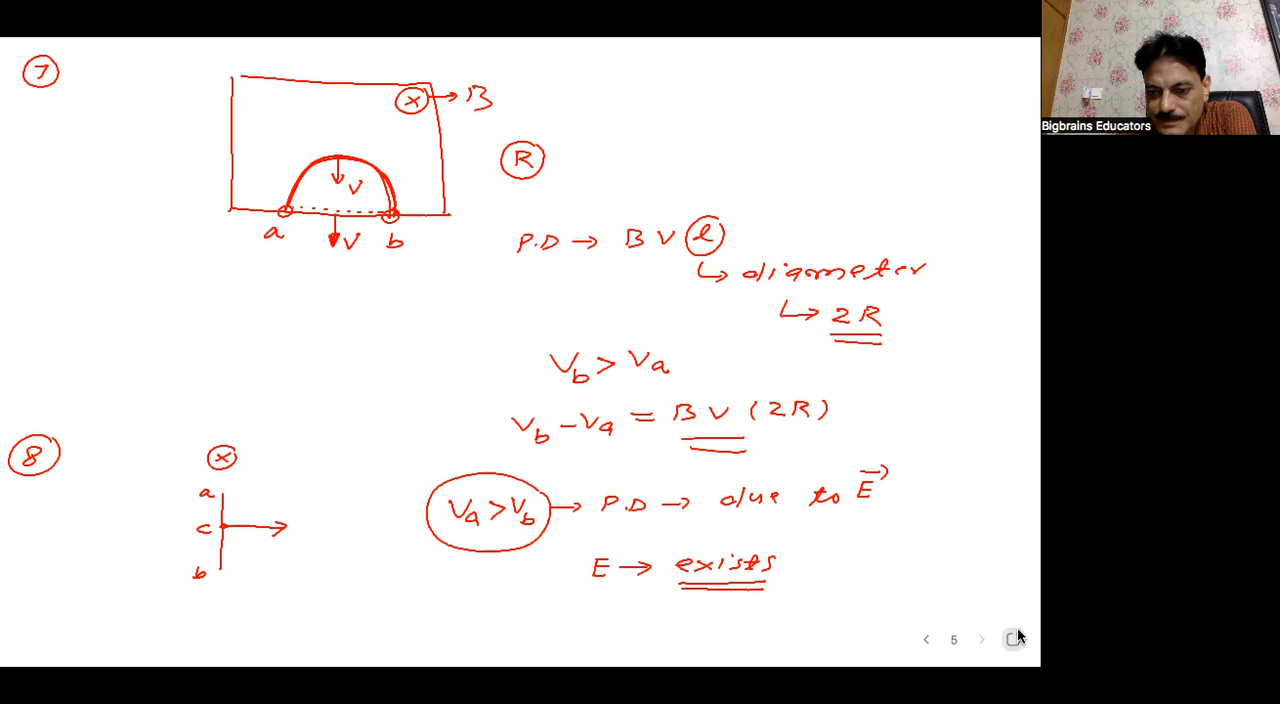 7
X → B
R
V
a V b
P.D → B V l
↳ diameter
↳ 2R
V_b > V_a
V_b - V_a = B V (2R)
8
X
a
c
b
V_a > V_b → P.D → due to E⃗
E → exists
Bigbrains Educators
< 5 >